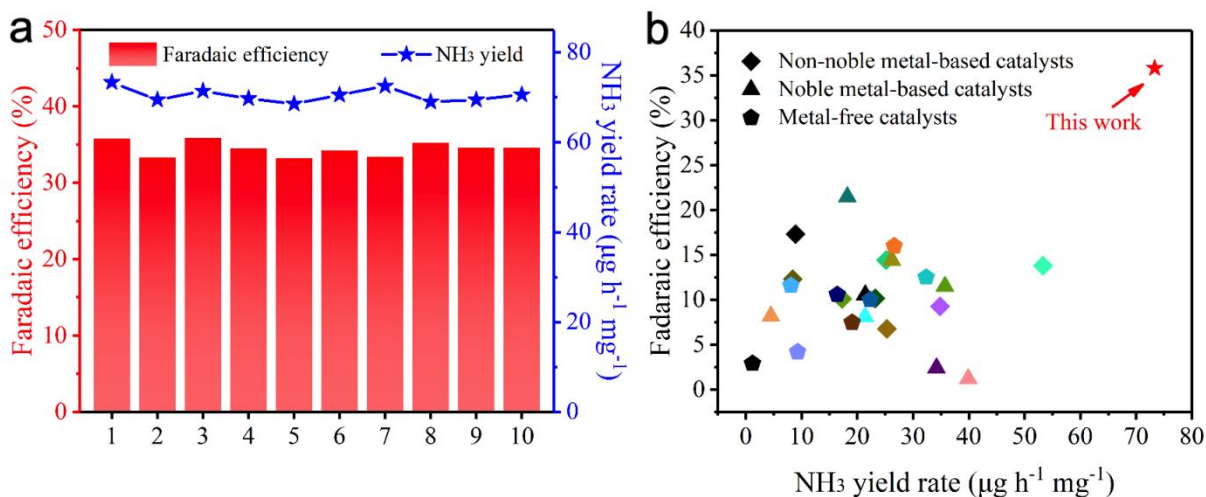 a
Faradaic efficiency
NH3 yield
Faradaic efficiency (%)
50
40
30
20
10
0
80
60
40
20
0
NH3 yield rate (μg h-1 mg-1)
1 2 3 4 5 6 7 8 9 10
b
Non-noble metal-based catalysts
Noble metal-based catalysts
Metal-free catalysts
This work
Fadaraic efficiency (%)
40
35
30
25
20
15
10
5
0
0 10 20 30 40 50 60 70 80
NH3 yield rate (μg h-1 mg-1)